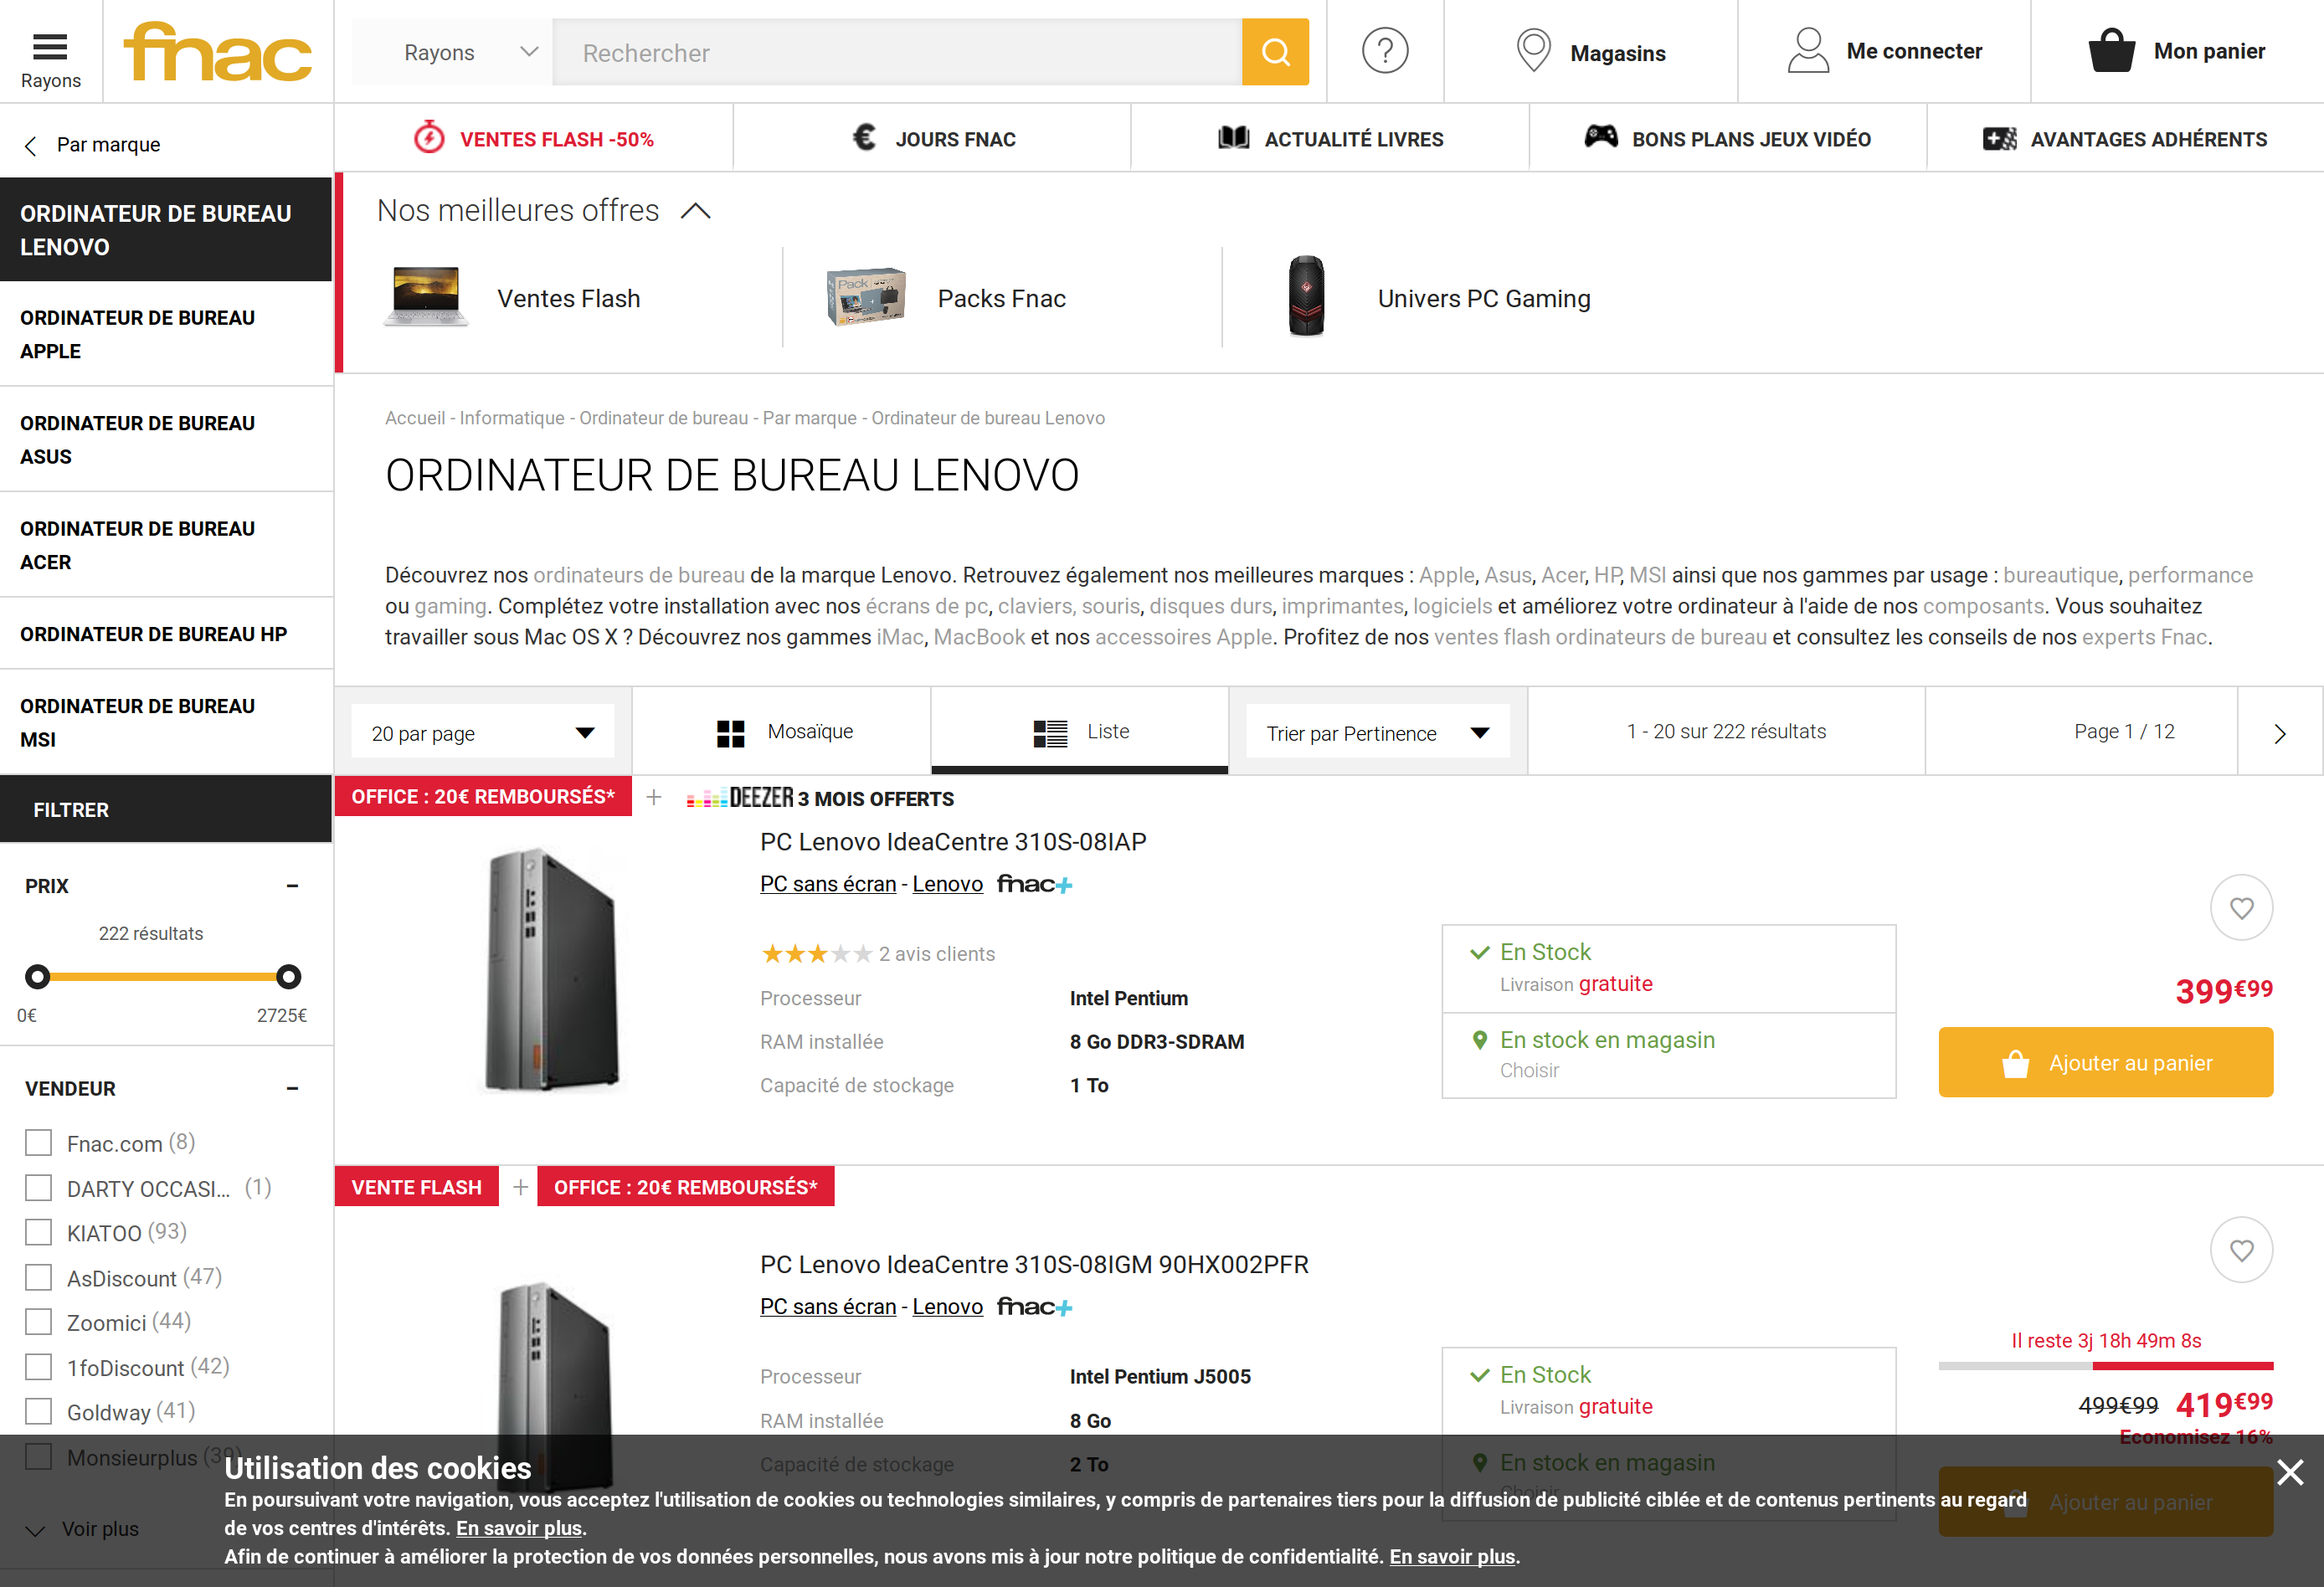 Rayons
fnac
Rayons
Rechercher
?
Magasins
Me connecter
Mon panier
VENTES FLASH -50%
JOURS FNAC
ACTUALITÉ LIVRES
BONS PLANS JEUX VIDÉO
AVANTAGES ADHÉRENTS
Par marque
ORDINATEUR DE BUREAU
LENOVO
ORDINATEUR DE BUREAU
APPLE
ORDINATEUR DE BUREAU
ASUS
ORDINATEUR DE BUREAU
ACER
ORDINATEUR DE BUREAU HP
ORDINATEUR DE BUREAU
MSI
FILTRER
PRIX
222 résultats
0€
2725€
VENDEUR
Fnac.com (8)
DARTY OCCASI... (1)
KIATOO (93)
AsDiscount (47)
Zoomici (44)
1foDiscount (42)
Goldway (41)
Monsieurplus (39)
Voir plus
Nos meilleures offres
Ventes Flash
Pack
Packs Fnac
Univers PC Gaming
Accueil - Informatique - Ordinateur de bureau - Par marque - Ordinateur de bureau Lenovo
ORDINATEUR DE BUREAU LENOVO
Découvrez nos ordinateurs de bureau de la marque Lenovo. Retrouvez également nos meilleures marques : Apple, Asus, Acer, HP, MSI ainsi que nos gammes par usage : bureautique, performance
ou gaming. Complétez votre installation avec nos écrans de pc, claviers, souris, disques durs, imprimantes, logiciels et améliorez votre ordinateur à l'aide de nos composants. Vous souhaitez
travailler sous Mac OS X ? Découvrez nos gammes iMac, MacBook et nos accessoires Apple. Profitez de nos ventes flash ordinateurs de bureau et consultez les conseils de nos experts Fnac.
20 par page
Mosaïque
Liste
Trier par Pertinence
1 - 20 sur 222 résultats
Page 1 / 12
OFFICE : 20€ REMBOURSÉS*
+
DEEZER 3 MOIS OFFERTS
PC Lenovo IdeaCentre 310S-08IAP
PC sans écran - Lenovo fnac+
2 avis clients
Processeur Intel Pentium
RAM installée 8 Go DDR3-SDRAM
Capacité de stockage 1 To
En Stock
Livraison gratuite
En stock en magasin
Choisir
399€99
Ajouter au panier
VENTE FLASH
+
OFFICE : 20€ REMBOURSÉS*
PC Lenovo IdeaCentre 310S-08IGM 90HX002PFR
PC sans écran - Lenovo fnac+
Processeur Intel Pentium J5005
RAM installée 8 Go
Capacité de stockage 2 To
En Stock
Livraison gratuite
En stock en magasin
Choisir
Il reste 3j 18h 49m 8s
499€99 419€99
Economisez 16%
Ajouter au panier
Utilisation des cookies
En poursuivant votre navigation, vous acceptez l'utilisation de cookies ou technologies similaires, y compris de partenaires tiers pour la diffusion de publicité ciblée et de contenus pertinents au regard
de vos centres d'intérêts. En savoir plus.
Afin de continuer à améliorer la protection de vos données personnelles, nous avons mis à jour notre politique de confidentialité. En savoir plus.